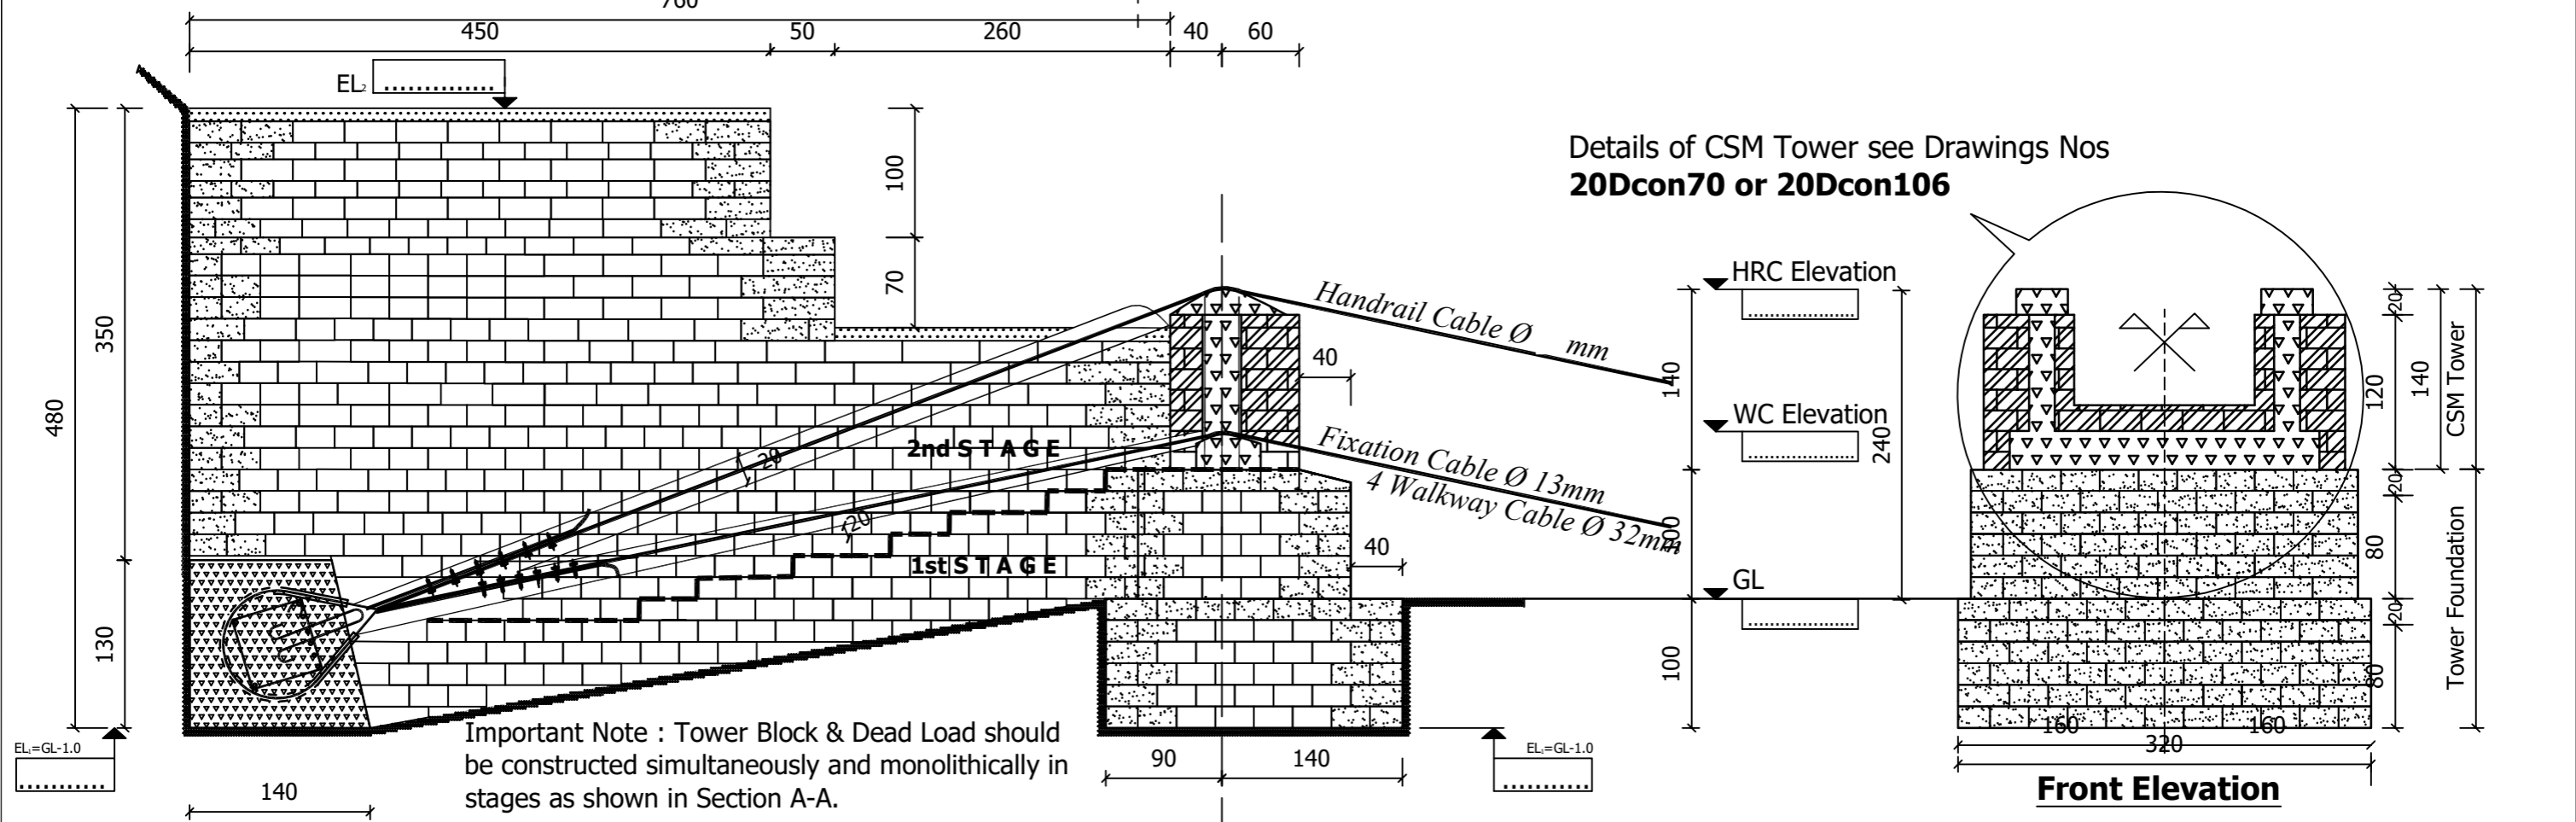 760
450 50 260 40 60
EL2
100
70
350
480
130
Details of CSM Tower see Drawings Nos
20Dcon70 or 20Dcon106
HRC Elevation
WC Elevation
GL
Handrail Cable Ø __ mm
Fixation Cable Ø 13mm
4 Walkway Cable Ø 32mm
40
40
2nd STAGE
1st STAGE
20
20
140
100
100
240
20
120
140
CSM Tower
20
80
20
80
Tower Foundation
160 160
320
Front Elevation
EL1=GL-1.0
140
Important Note : Tower Block & Dead Load should
be constructed simultaneously and monolithically in
stages as shown in Section A-A.
90 140
EL1=GL-1.0